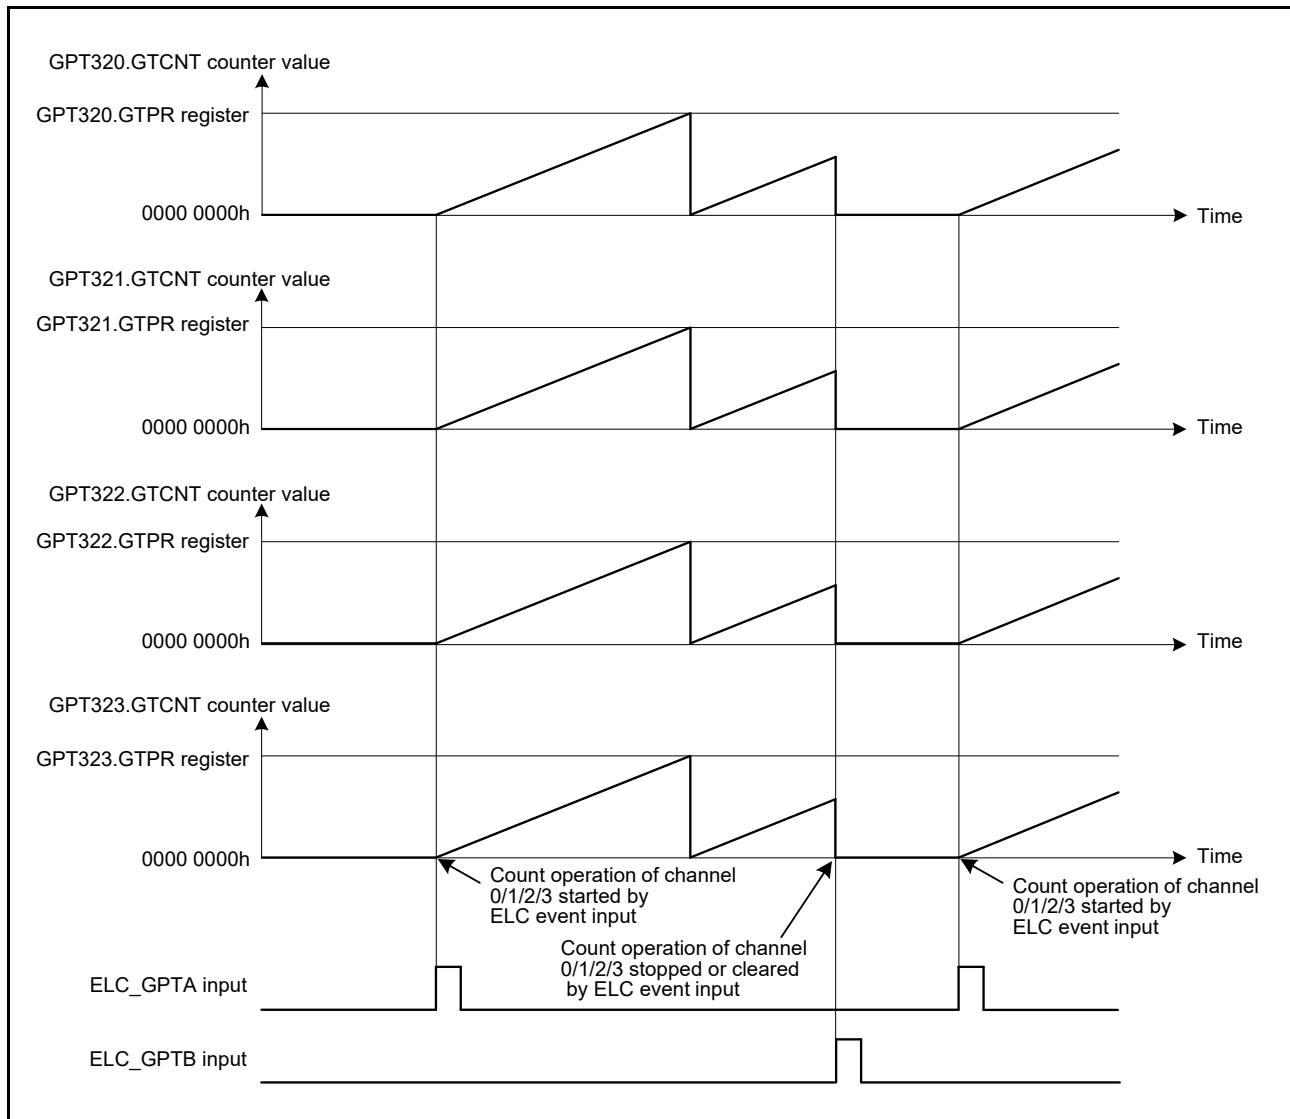 GPT320.GTCNT counter value
GPT320.GTPR register
0000 0000h
Time
GPT321.GTCNT counter value
GPT321.GTPR register
0000 0000h
Time
GPT322.GTCNT counter value
GPT322.GTPR register
0000 0000h
Time
GPT323.GTCNT counter value
GPT323.GTPR register
0000 0000h
Time
Count operation of channel
0/1/2/3 started by
ELC event input
Count operation of channel
0/1/2/3 stopped or cleared
by ELC event input
Count operation of channel
0/1/2/3 started by
ELC event input
ELC_GPTA input
ELC_GPTB input